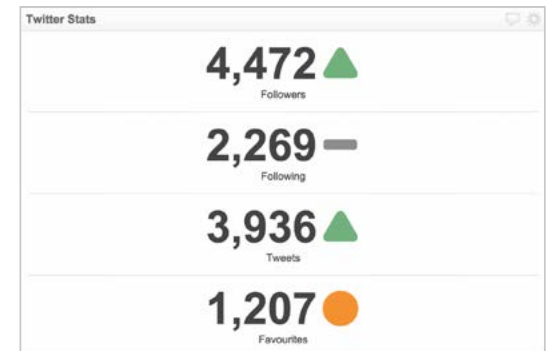 Twitter Stats
4,472
Followers
2,269
Following
3,936
Tweets
1,207
Favourites